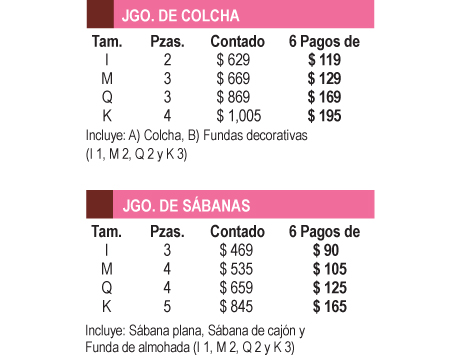 JGO. DE COLCHA
Tam. Pzas. Contado 6 Pagos de
I 2 $ 629 $ 119
M 3 $ 669 $ 129
Q 3 $ 869 $ 169
K 4 $ 1,005 $ 195
Incluye: A) Colcha, B) Fundas decorativas
(I 1, M 2, Q 2 y K 3)
JGO. DE SÁBANAS
Tam. Pzas. Contado 6 Pagos de
I 3 $ 469 $ 90
M 4 $ 535 $ 105
Q 4 $ 659 $ 125
K 5 $ 845 $ 165
Incluye: Sábana plana, Sábana de cajón y
Funda de almohada (I 1, M 2, Q 2 y K 3)